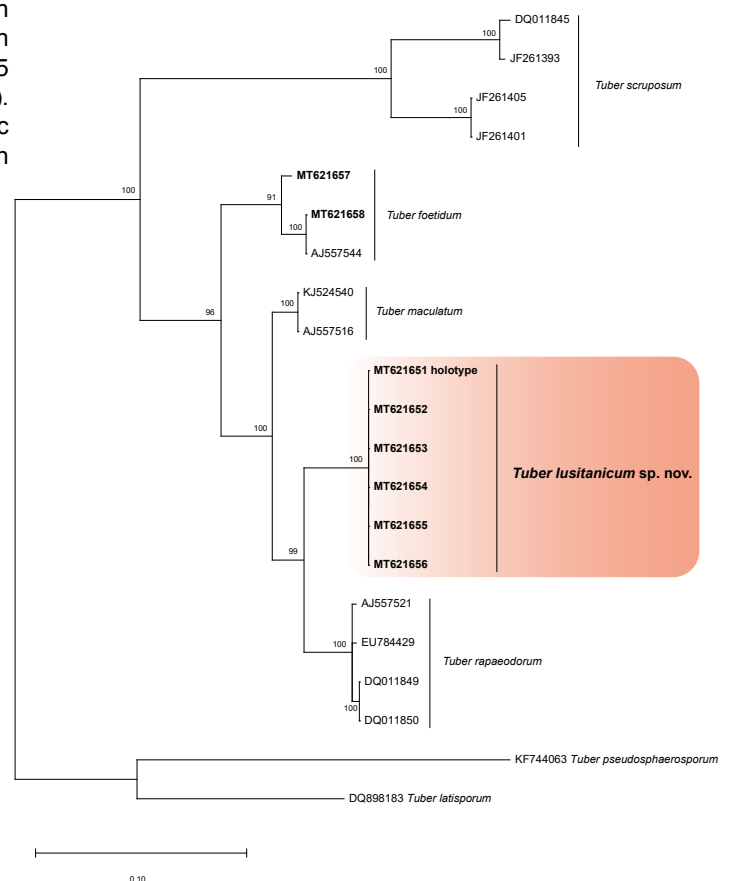 n
n
5
).
c
n
DQ011845
100
JF261393
100
Tuber scruposum
JF261405
100
JF261401
100
MT621657
91
MT621658
Tuber foetidum
100
AJ557544
KJ524540
100
Tuber maculatum
96
AJ557516
MT621651 holotype
MT621652
100
MT621653
100
Tuber lusitanicum sp. nov.
MT621654
MT621655
99
MT621656
AJ557521
100
EU784429
Tuber rapaeodorum
DQ011849
100
DQ011850
KF744063 Tuber pseudosphaerosporum
DQ898183 Tuber latisporum
0.10